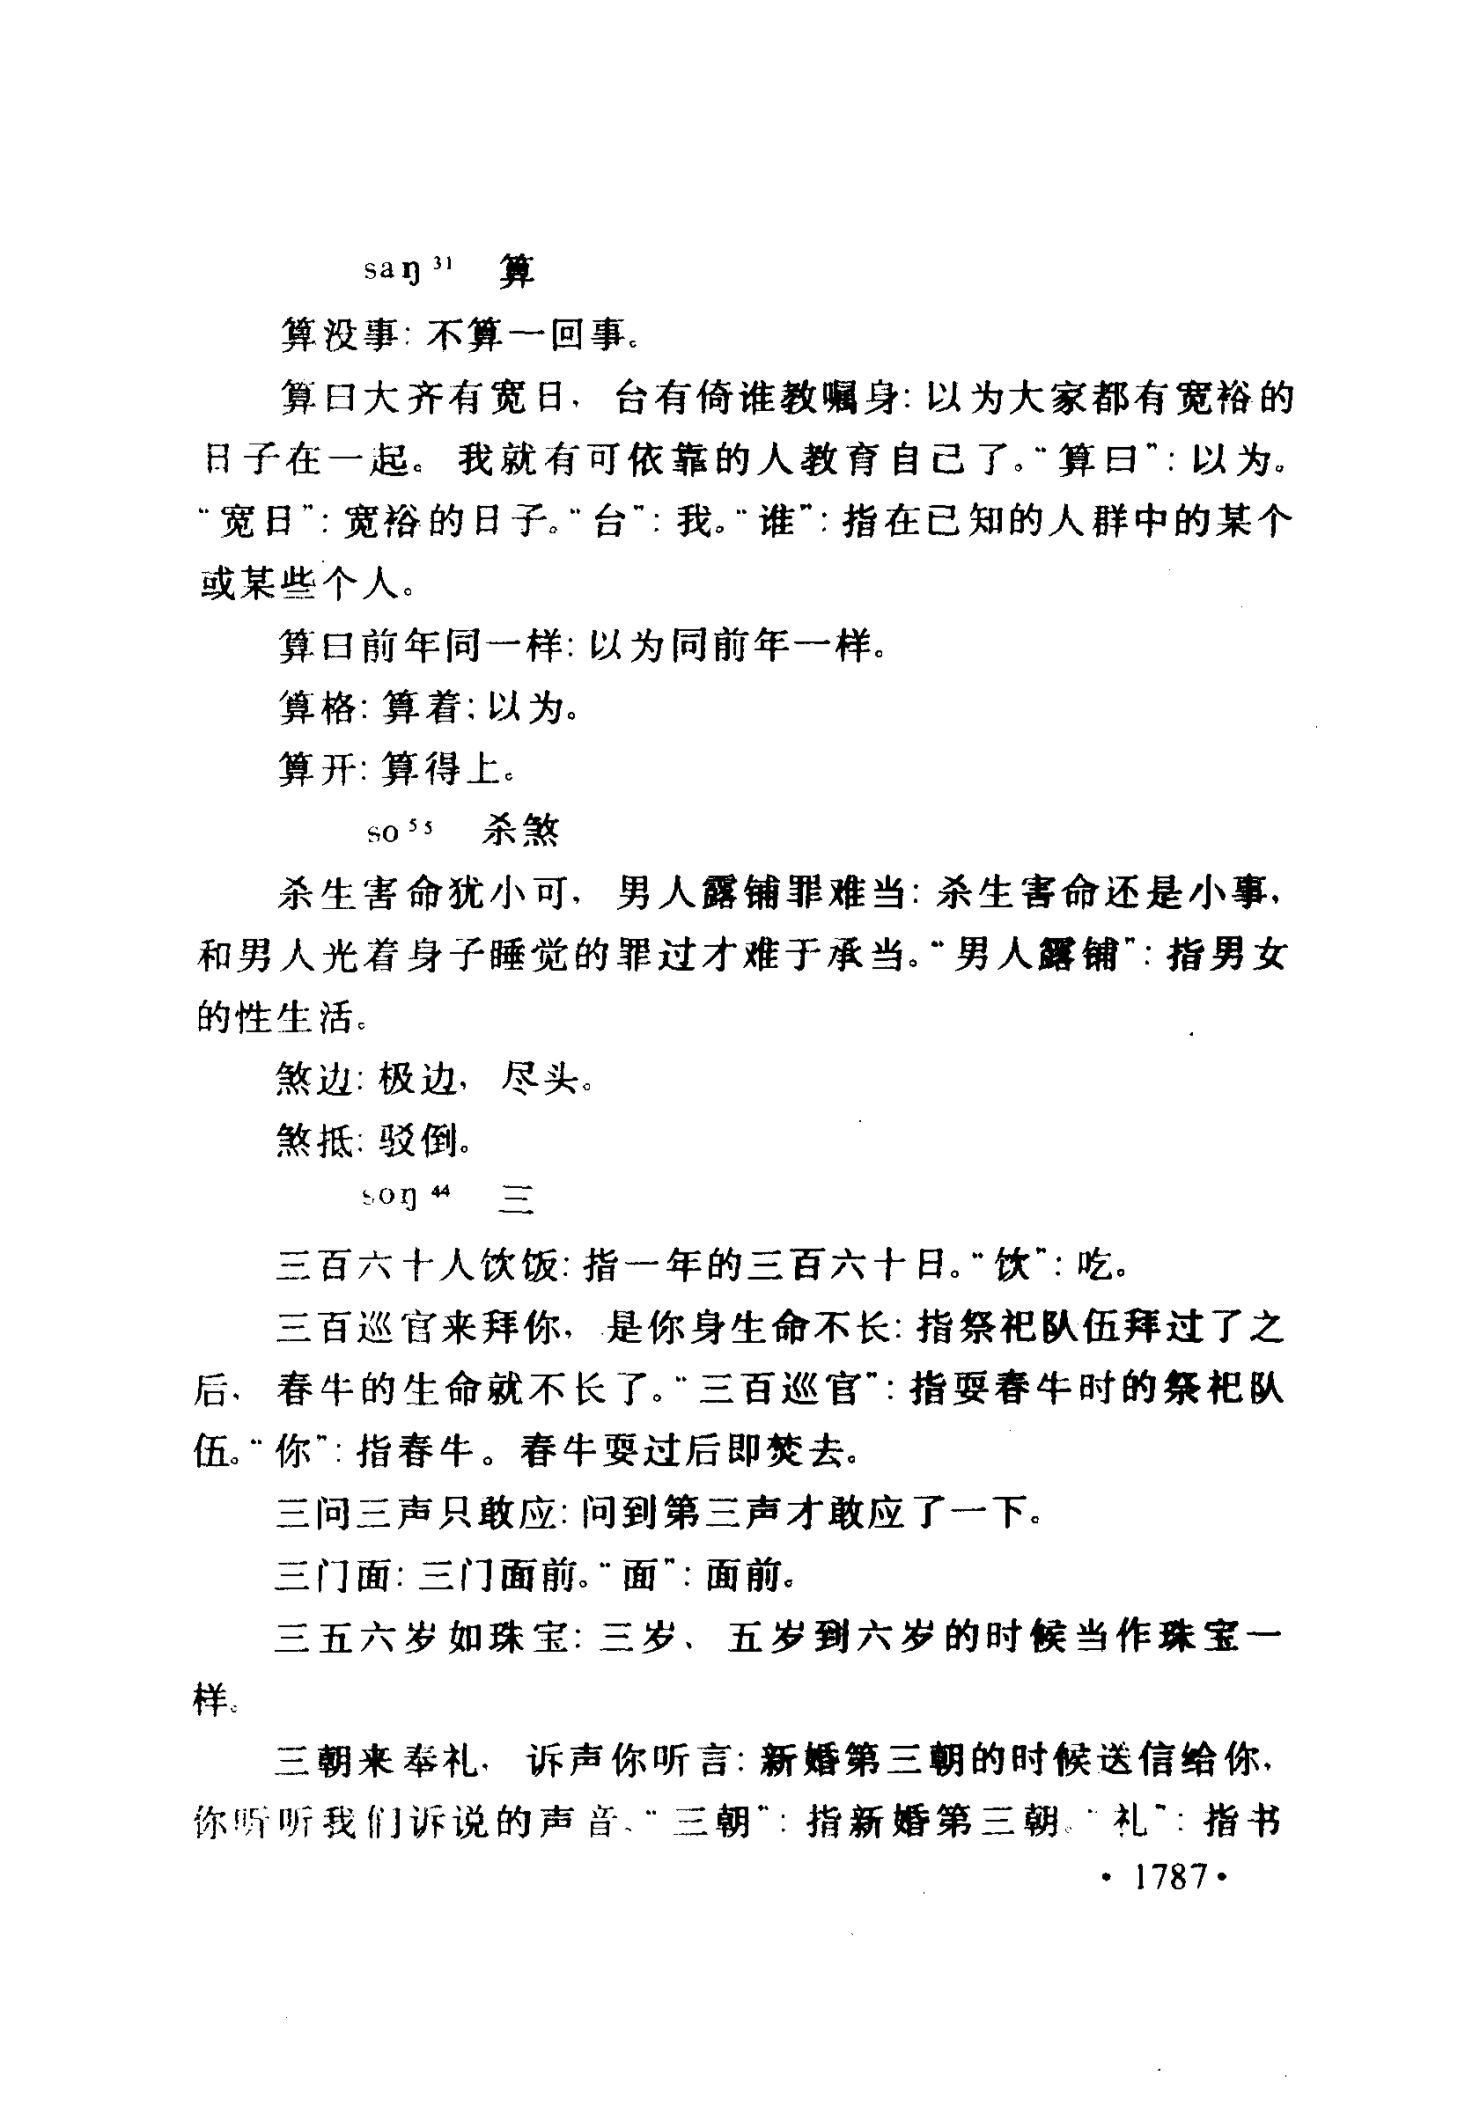 saŋ³¹ 算
算没事：不算一回事。
算曰大齐有宽日，台有倚谁教嘱身：以为大家都有宽裕的
日子在一起。我就有可依靠的人教育自己了。“算曰”：以为。
“宽日”：宽裕的日子。“台”：我。“谁”：指在已知的人群中的某个
或某些个人。
算曰前年同一样：以为同前年一样。
算格：算着；以为。
算开：算得上。
so⁵⁵ 杀煞
杀生害命犹小可，男人露铺罪难当：杀生害命还是小事，
和男人光着身子睡觉的罪过才难于承当。“男人露铺”：指男女
的性生活。
煞边：极边，尽头。
煞抵：驳倒。
soŋ⁴⁴ 三
三百六十人饮饭：指一年的三百六十日。“饮”：吃。
三百巡官来拜你，是你身生命不长：指祭祀队伍拜过了之
后，春牛的生命就不长了。“三百巡官”：指耍春牛时的祭祀队
伍。“你”：指春牛。春牛耍过后即焚去。
三问三声只敢应：问到第三声才敢应了一下。
三门面：三门面前。“面”：面前。
三五六岁如珠宝：三岁、五岁到六岁的时候当作珠宝一
样。
三朝来奉礼，诉声你听言：新婚第三朝的时候送信给你，
你听听我们诉说的声音、“三朝”：指新婚第三朝。“礼”：指书
·1787·